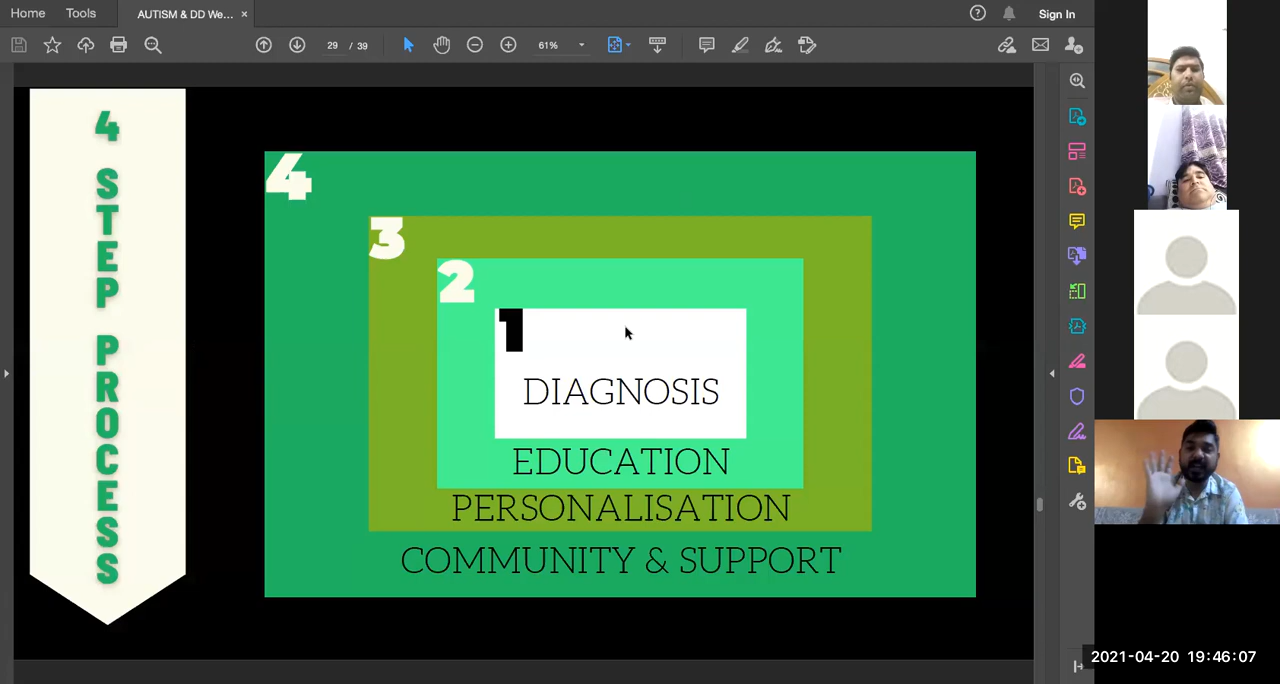 Home Tools AUTISM & DD We... × Sign In
29 / 39 61%
4 STEP PROCESS
4
3
2
1
DIAGNOSIS
EDUCATION
PERSONALISATION
COMMUNITY & SUPPORT
2021-04-20 19:46:07